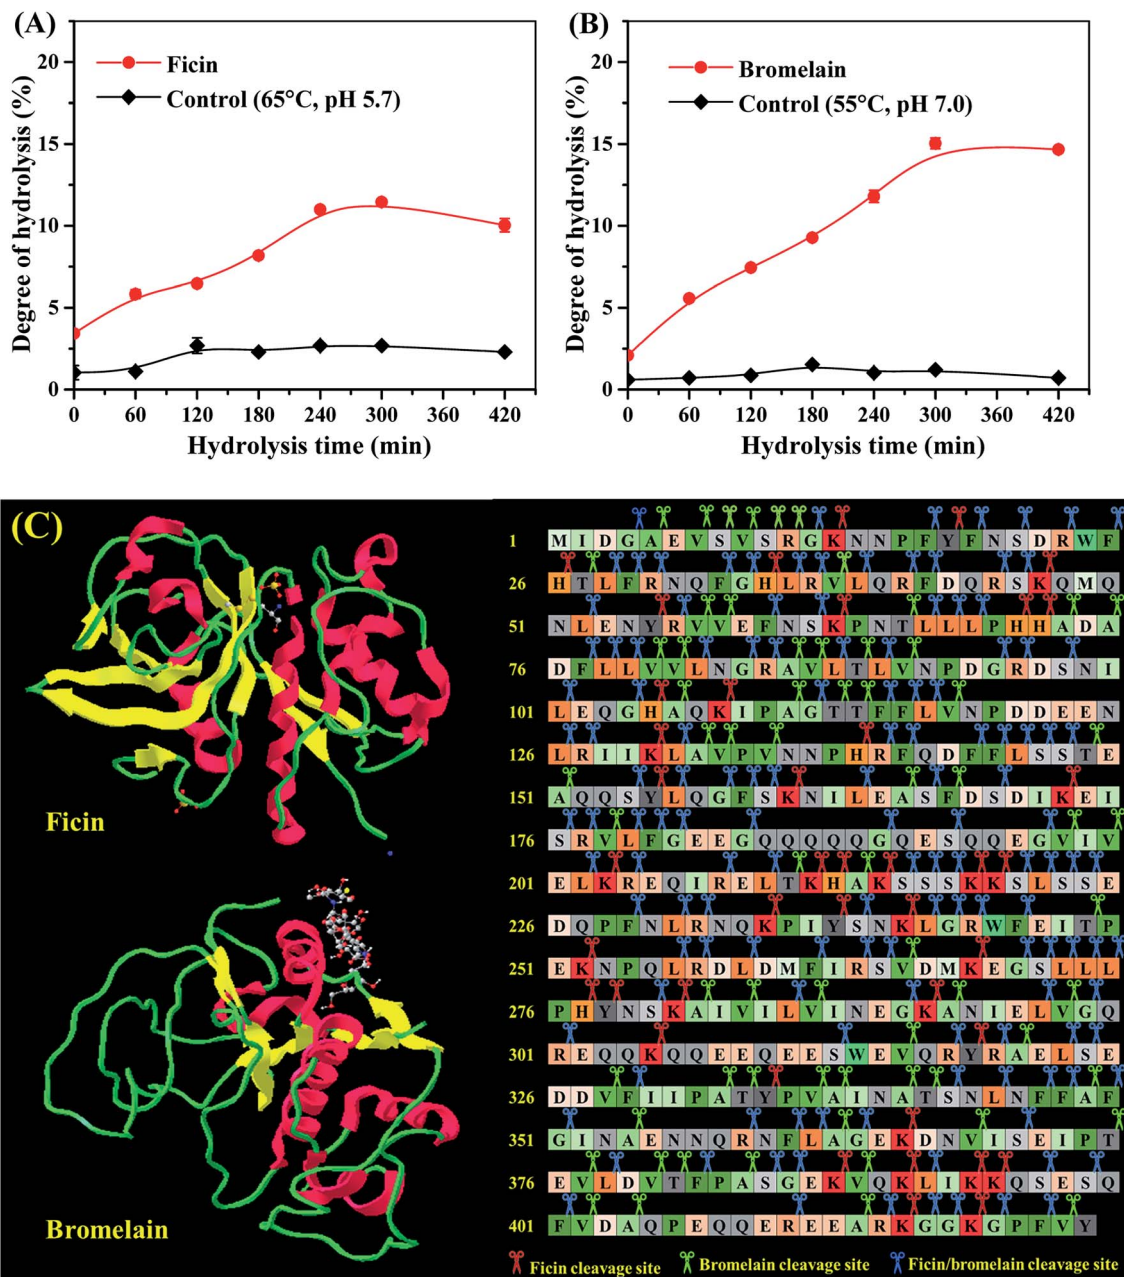 (A)
Degree of hydrolysis (%)
20
15
10
5
0
Ficin
Control (65°C, pH 5.7)
0 60 120 180 240 300 360 420
Hydrolysis time (min)
(B)
Degree of hydrolysis (%)
20
15
10
5
0
Bromelain
Control (55°C, pH 7.0)
0 60 120 180 240 300 360 420
Hydrolysis time (min)
(C)
Ficin
Bromelain
1 M I D G A E V S V S R G K N N P F Y F N S D R W F
26 H T L F R N Q F G H L R V L Q R F D Q R S K Q M Q
51 N L E N Y R V V E F N S K P N T L L L P H H A D A
76 D F L L V V L N G R A V L T L V N P D G R D S N I
101 L E Q G H A Q K I P A G T T F F L V N P D D E E N
126 L R I I K L A V P V N N P H R F Q D F F L S S T E
151 A Q Q S Y L Q G F S K N I L E A S F D S D I K E I
176 S R V L F G E E G Q Q Q Q Q G Q E S Q Q E G V I V
201 E L K R E Q I R E L T K H A K S S S K K S L S S E
226 D Q P F N L R N Q K P I Y S N K L G R W F E I T P
251 E K N P Q L R D L D M F I R S V D M K E G S L L L
276 P H Y N S K A I V I L V I N E G K A N I E L V G Q
301 R E Q Q K Q Q E E Q E E S W E V Q R Y R A E L S E
326 D D V F I I P A T Y P V A I N A T S N L N F F A F
351 G I N A E N N Q R N F L A G E K D N V I S E I P T
376 E V L D V T F P A S G E K V Q K L I K K Q S E S Q
401 F V D A Q P E Q Q E R E E A R K G G K G P F V Y
Ficin cleavage site
Bromelain cleavage site
Ficin/bromelain cleavage site